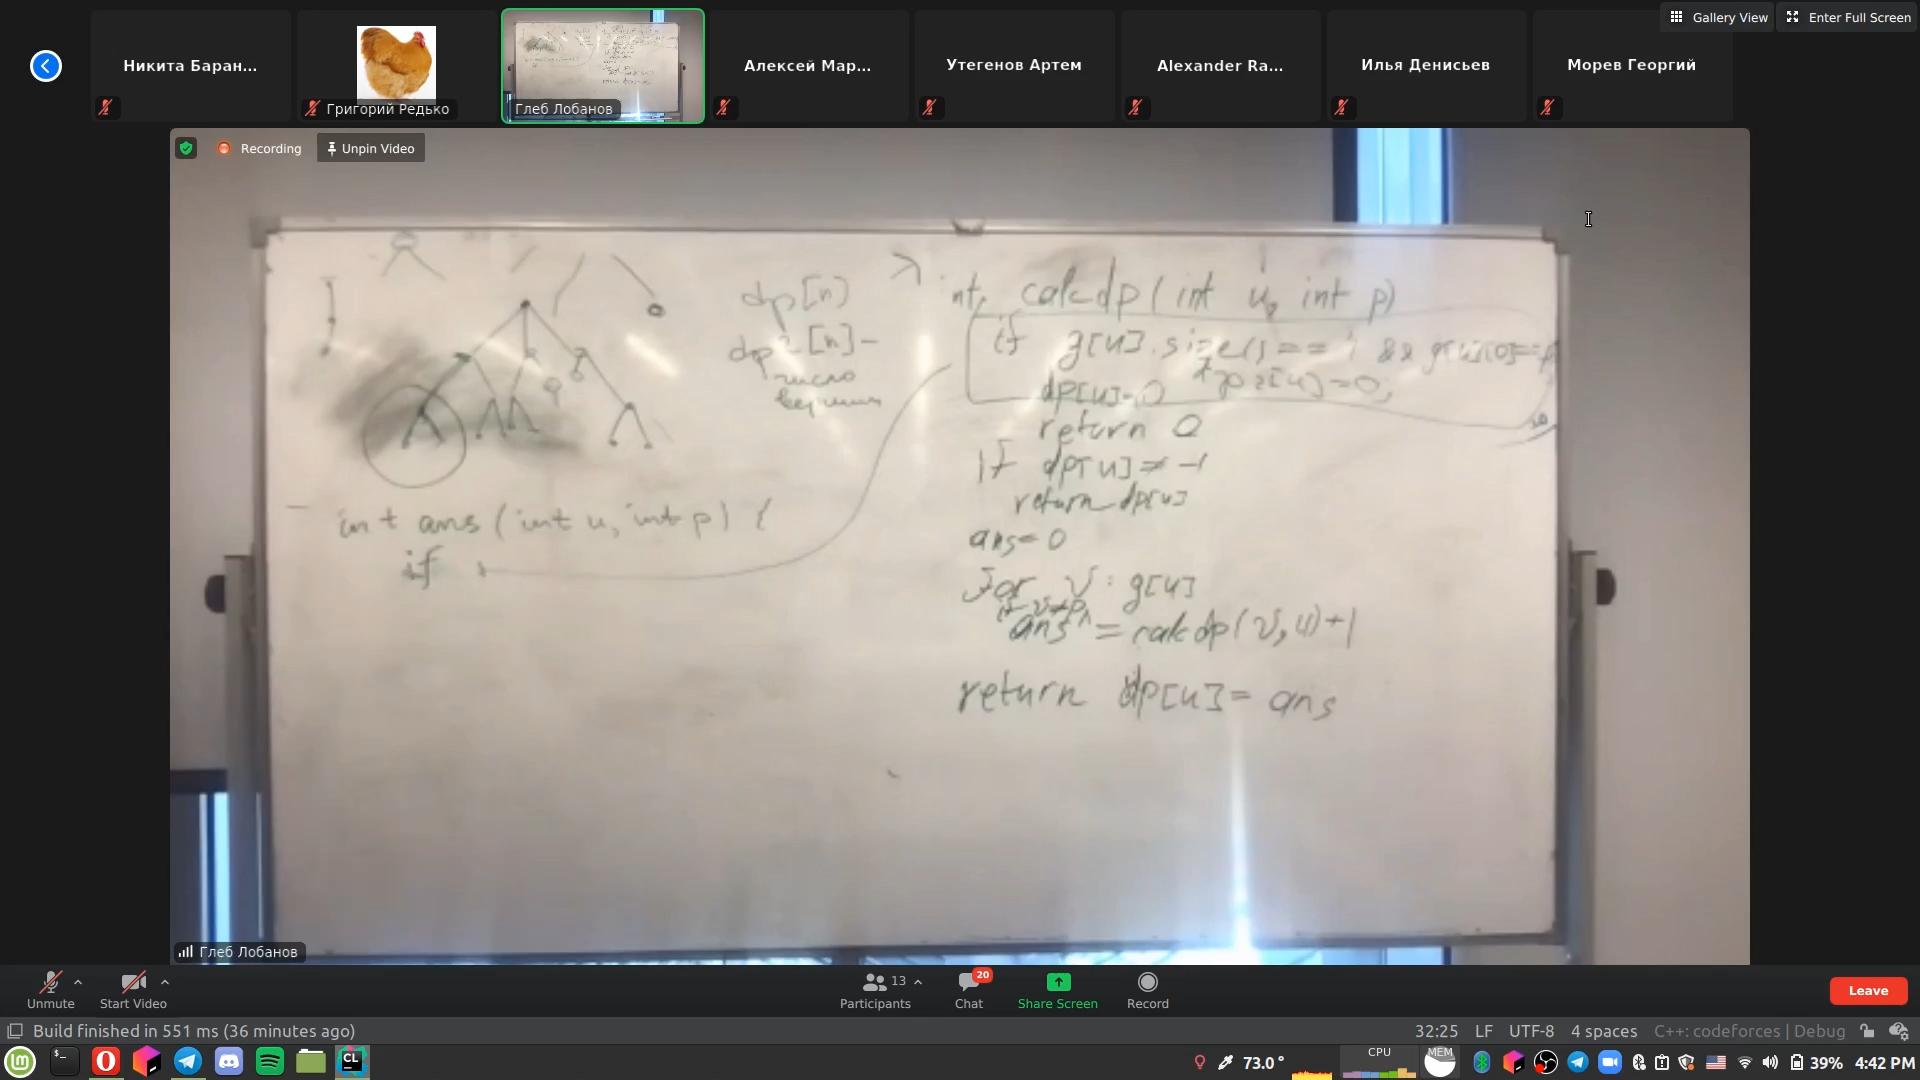 Gallery View
Enter Full Screen
Никита Баран...
Григорий Редько
Глеб Лобанов
Алексей Мар...
Утегенов Артем
Alexander Ra...
Илья Денисьев
Морев Георгий
Recording
Unpin Video
dp[n]
dp2[n] -
число
вершин
int ans (int u, int p) {
if
int calcdp (int u, int p)
if g[u].size() == 1 && g[u][0]==p
dp[u]=0 dp2[u]=0;
return 0
if dp[u] ≠ -1
return dp[u]
ans=0
for v : g[u]
if v≠p
ans ^= calcdp(v,u)+1
return dp[u] = ans
Глеб Лобанов
Unmute
Start Video
Participants
13
Chat
20
Share Screen
Record
Leave
Build finished in 551 ms (36 minutes ago)
32:25 LF UTF-8 4 spaces C++: codeforces | Debug
CL
73.0°
CPU
MEM
39%
4:42 PM